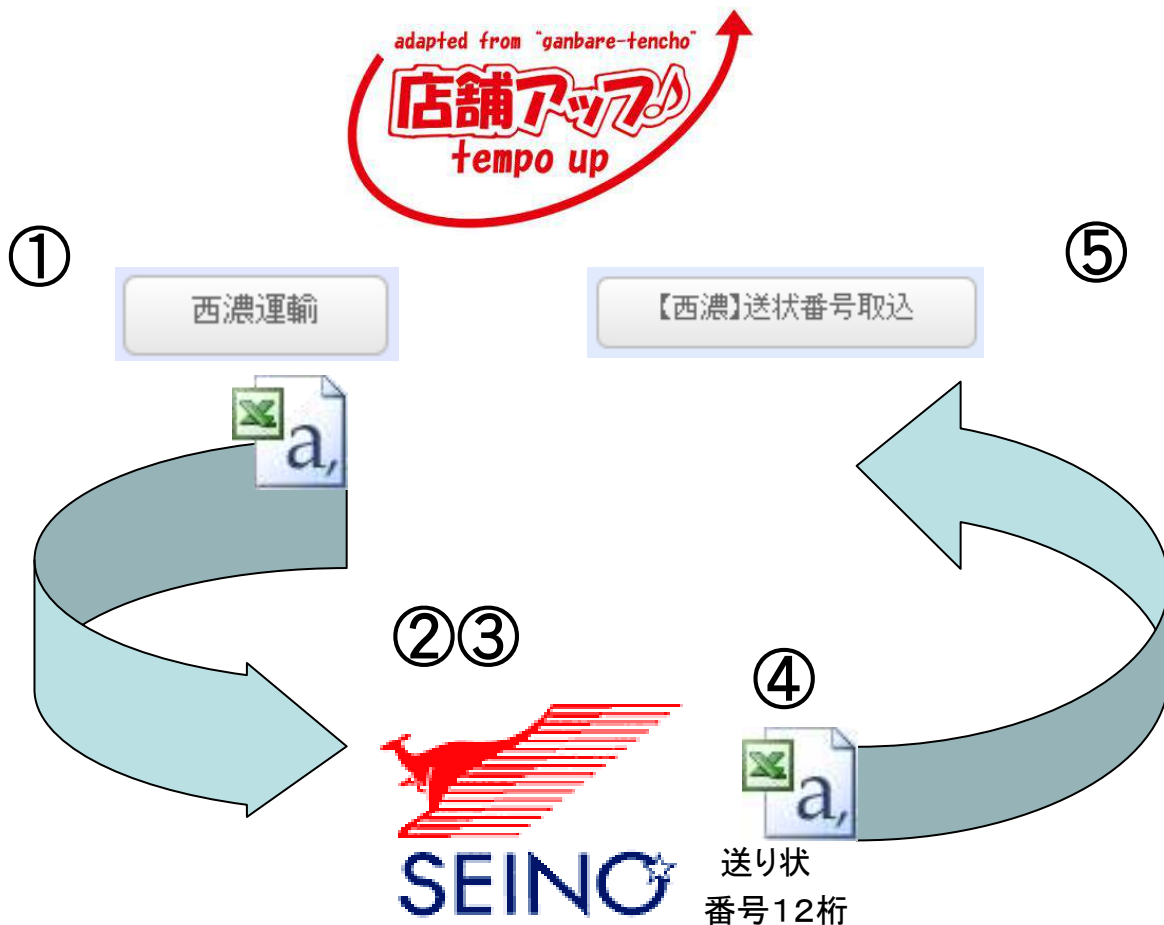 adapted from "ganbare-tencho"
店舗アップ♪
tempo up
①
⑤
西濃運輸
【西濃】送状番号取込
a,
②③
④
a,
SEINO
送り状
番号12桁